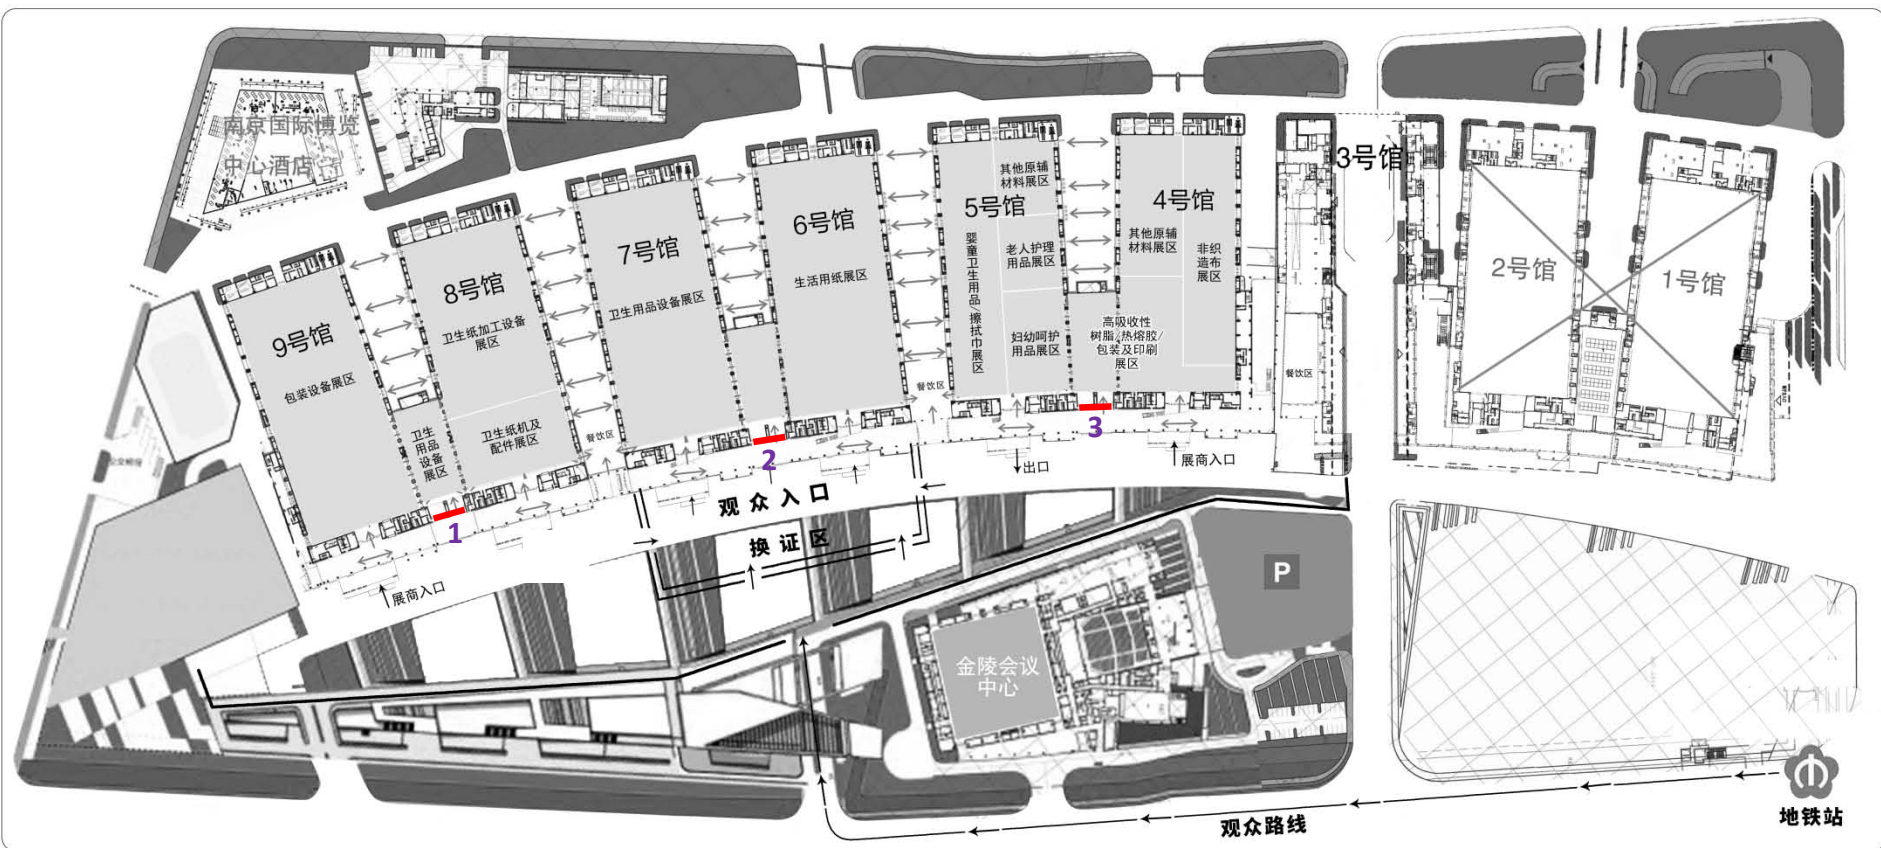 南京国际博览
中心酒店
9号馆
包装设备展区
卫生
用品
设备
展区
8号馆
卫生纸加工设备
展区
卫生纸机及
配件展区
餐饮区
7号馆
卫生用品设备展区
6号馆
生活用纸展区
餐饮区
5号馆
其他原辅
材料展区
婴童卫生用品/擦拭巾展区
老人护理
用品展区
妇幼呵护
用品展区
4号馆
其他原辅
材料展区
非织
造布
展区
高吸收性
树脂/热熔胶/
包装及印刷
展区
餐饮区
3号馆
2号馆
1号馆
1
2
3
展商入口
观众入口
换证区
出口
展商入口
P
金陵会议
中心
观众路线
地铁站